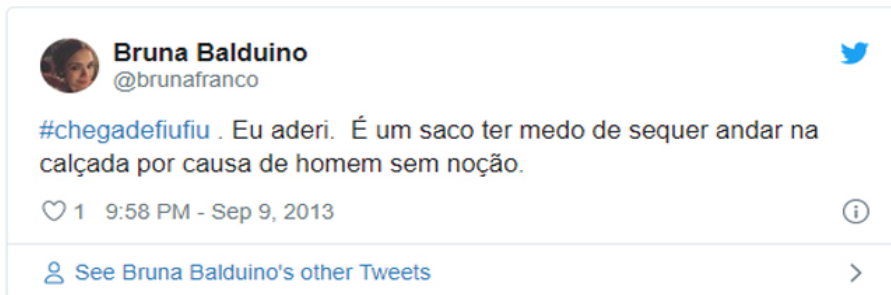 Bruna Balduino
@brunafranco
#chegadefiufiu . Eu aderi.  É um saco ter medo de sequer andar na
calçada por causa de homem sem noção.
1 9:58 PM - Sep 9, 2013
See Bruna Balduino's other Tweets